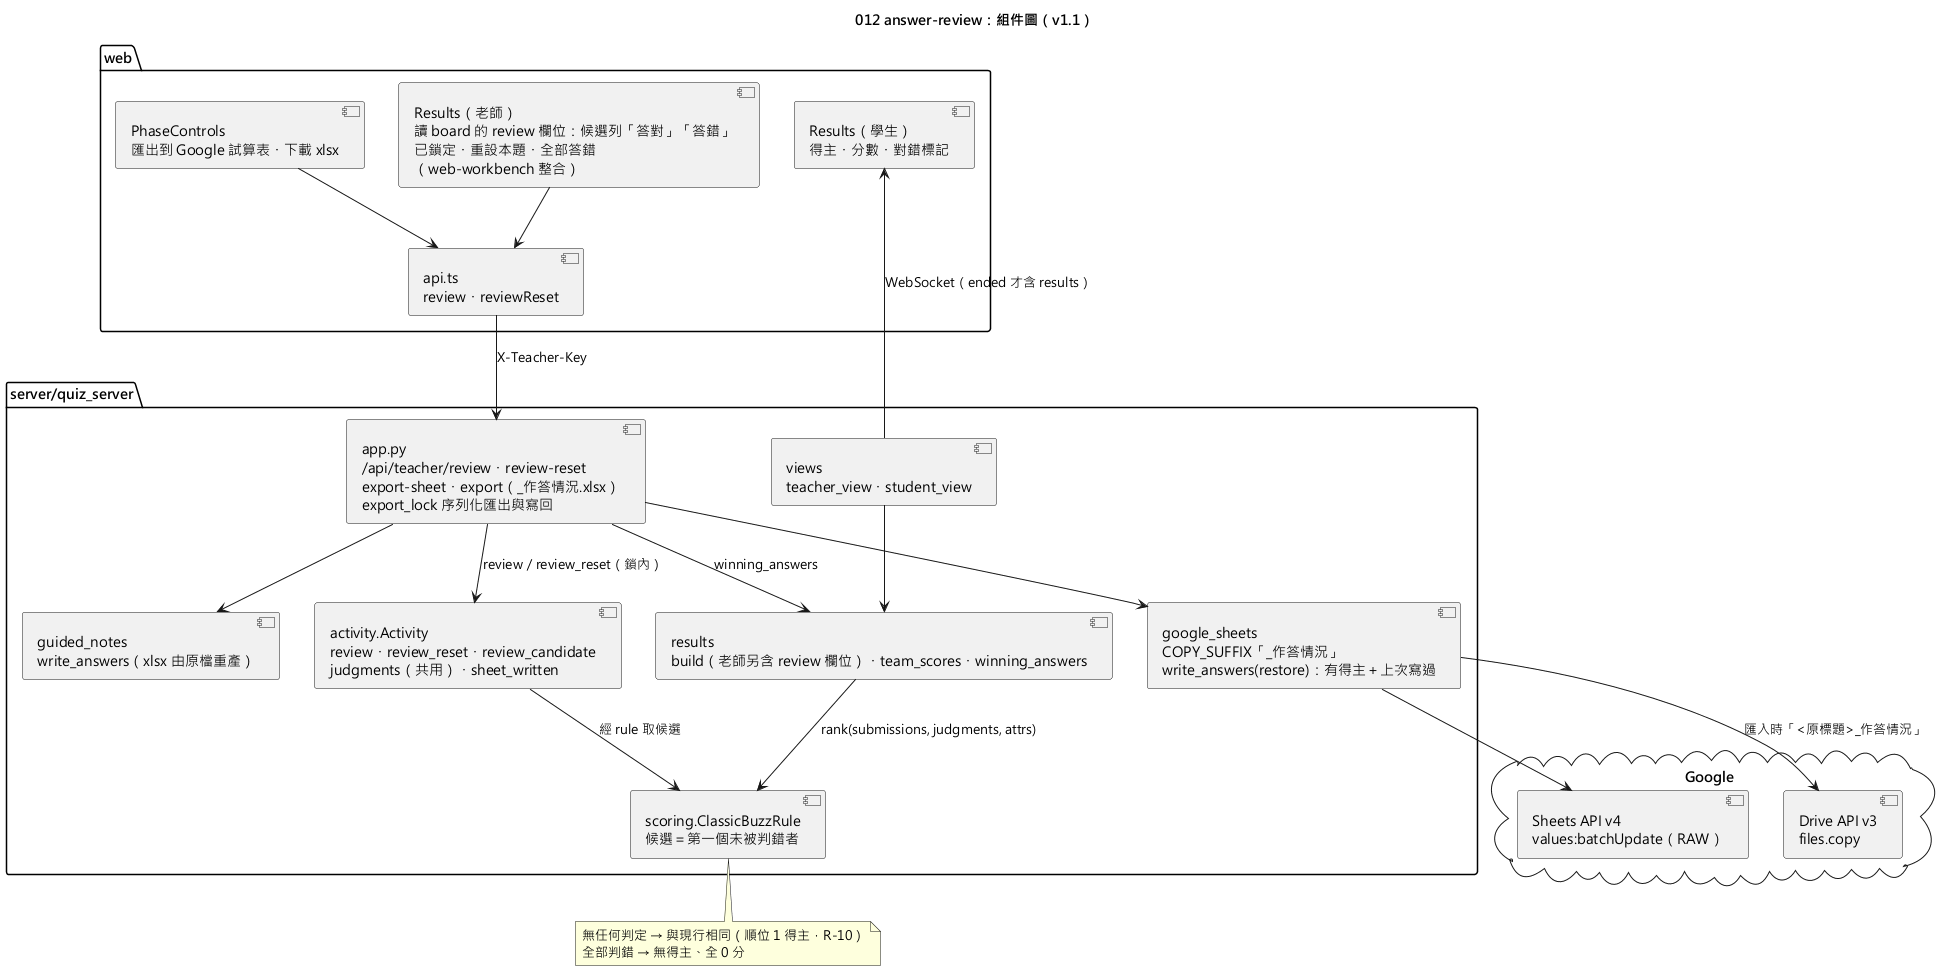 012 answer-review：組件圖（v1.1）
web
PhaseControls
匯出到 Google 試算表．下載 xlsx
Results（老師）
讀 board 的 review 欄位：候選列「答對」「答錯」
已鎖定．重設本題．全部答錯
（web-workbench 整合）
Results（學生）
得主．分數．對錯標記
api.ts
review．reviewReset
WebSocket（ended 才含 results）
X-Teacher-Key
server/quiz_server
app.py
/api/teacher/review．review-reset
export-sheet．export（_作答情況.xlsx）
export_lock 序列化匯出與寫回
views
teacher_view．student_view
review / review_reset（鎖內）
winning_answers
guided_notes
write_answers（xlsx 由原檔重產）
activity.Activity
review．review_reset．review_candidate
judgments（共用）．sheet_written
results
build（老師另含 review 欄位）．team_scores．winning_answers
google_sheets
COPY_SUFFIX「_作答情況」
write_answers(restore)：有得主＋上次寫過
經 rule 取候選
rank(submissions, judgments, attrs)
匯入時「<原標題>_作答情況」
Google
scoring.ClassicBuzzRule
候選＝第一個未被判錯者
Sheets API v4
values:batchUpdate（RAW）
Drive API v3
files.copy
無任何判定 → 與現行相同（順位 1 得主．R-10）
全部判錯 → 無得主、全 0 分